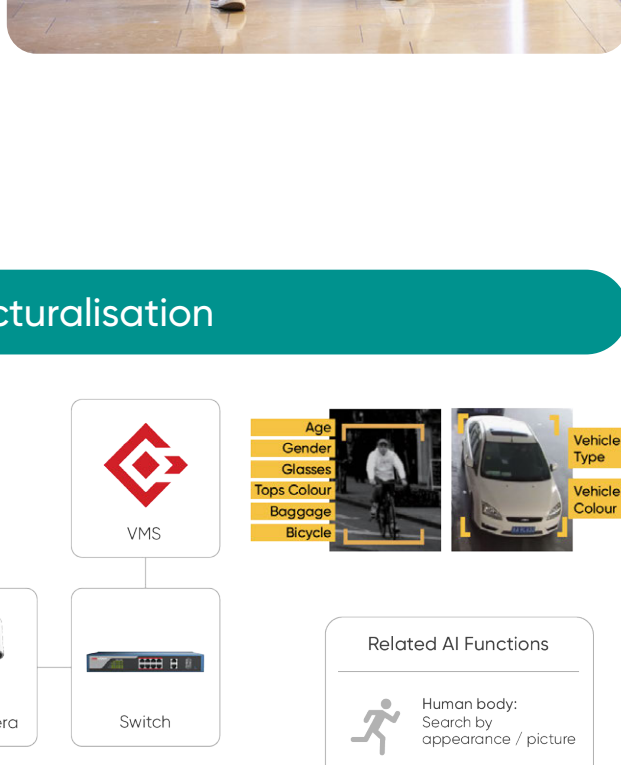 cturalisation
VMS
Age
Gender
Glasses
Tops Colour
Baggage
Bicycle
Vehicle
Type
Vehicle
Colour
era
Switch
Related AI Functions
Human body:
Search by
appearance / picture